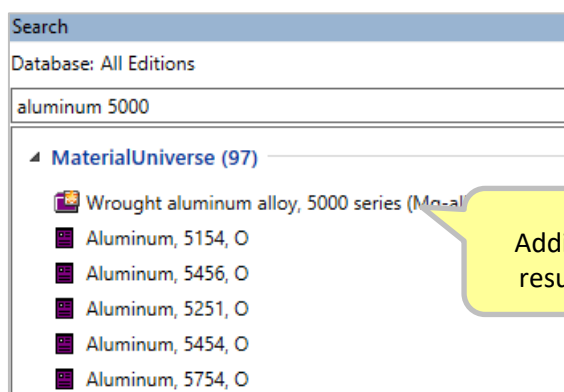 Search
Database: All Editions
aluminum 5000
MaterialUniverse (97)
Wrought aluminum alloy, 5000 series
Aluminum, 5154, O
Aluminum, 5456, O
Aluminum, 5251, O
Aluminum, 5454, O
Aluminum, 5754, O